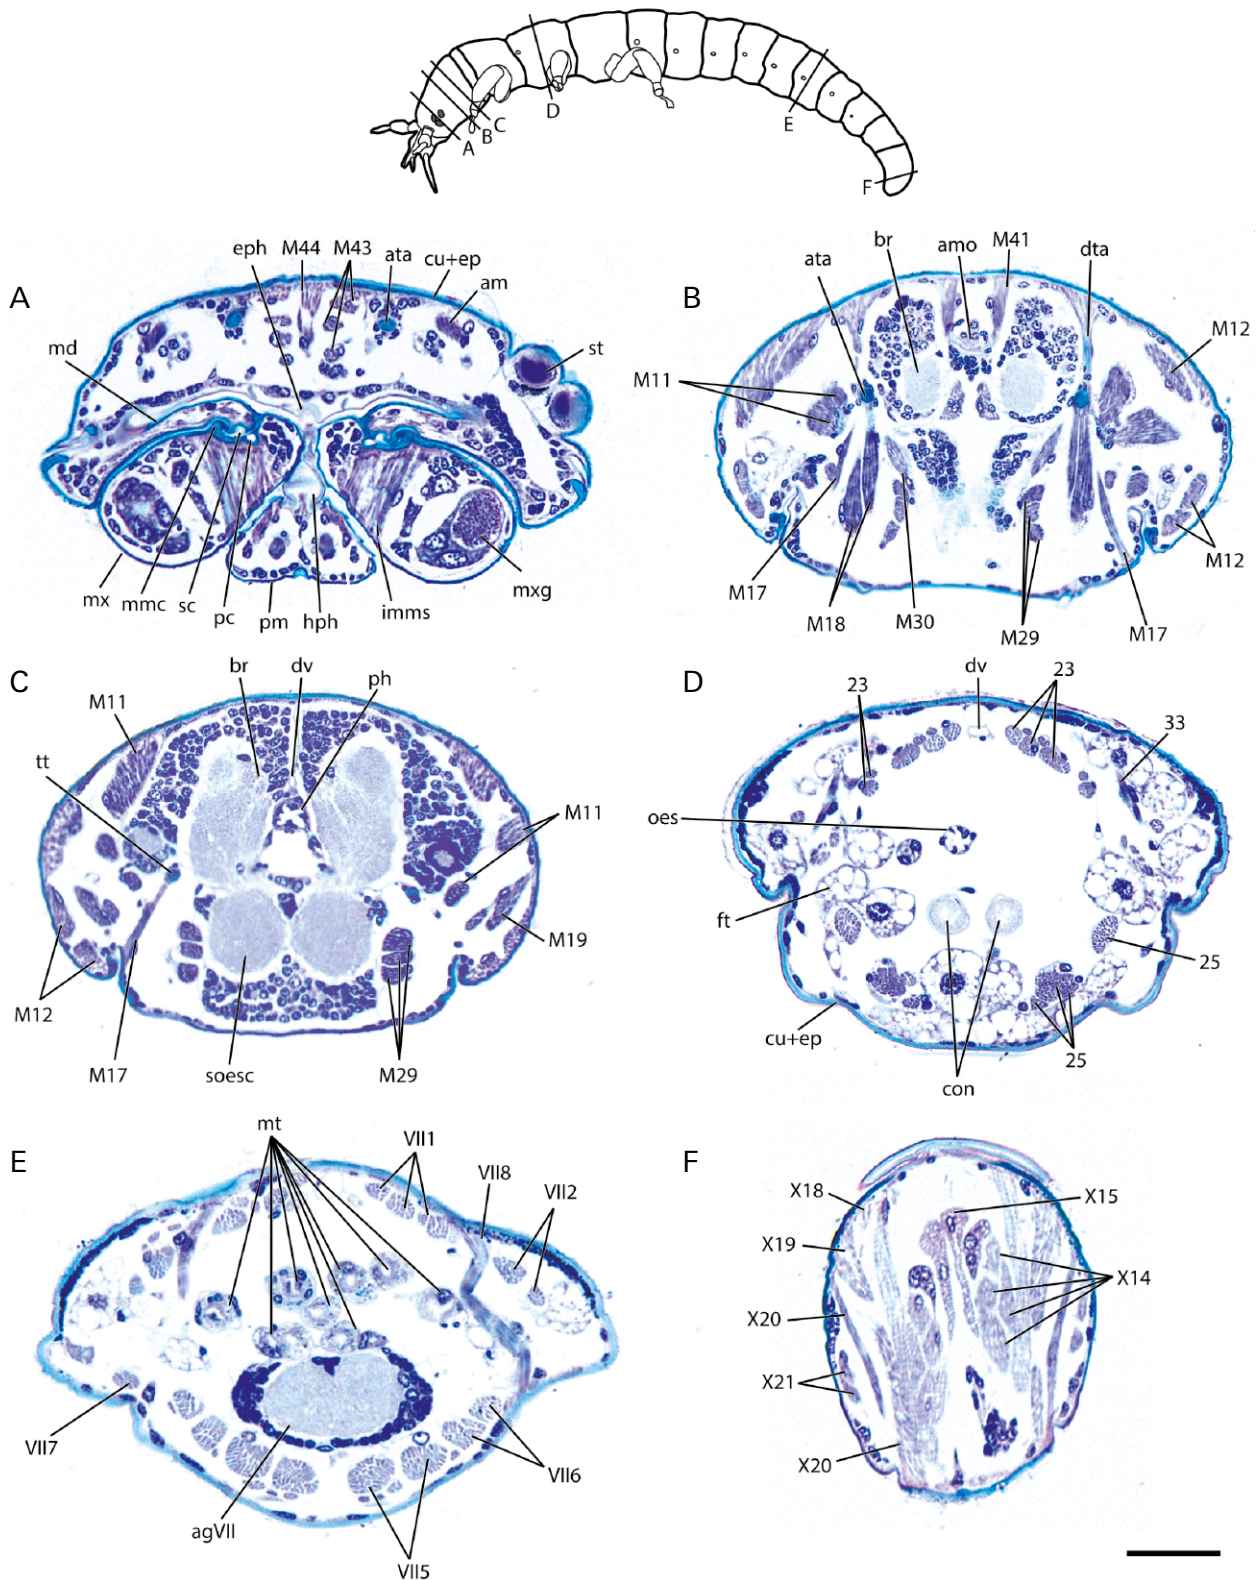 D
C
B
A
E
F
A
eph M44 M43 ata cu+ep
am
md
st
mx mmc sc pc pm hph imms mxg
B
ata br amo M41 dta
M12
M11
M12
M17 M18 M30 M29 M17
C
br dv ph
M11
tt
M11
M19
M12
M17 soesc M29
D
23 dv 23
33
oes
ft
25
cu+ep
25
con
E
mt VII1
VII8
VII2
VII7
VII6
agVII
VII5
F
X18 X15
X19
X14
X20
X21
X20